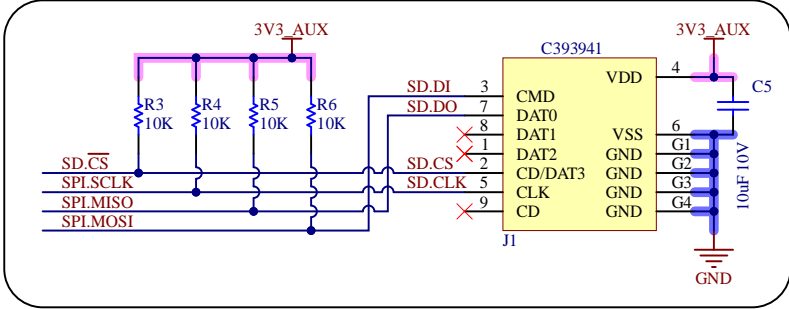 3V3_AUX
R3
10K
R4
10K
R5
10K
R6
10K
SD.CS
SPI.SCLK
SPI.MISO
SPI.MOSI
SD.DI
SD.DO
SD.CS
SD.CLK
C393941
3 CMD
7 DAT0
8 DAT1
1 DAT2
2 CD/DAT3
5 CLK
9 CD
VDD 4
VSS 6
GND G1
GND G2
GND G3
GND G4
J1
3V3_AUX
C5
10uF 10V
GND